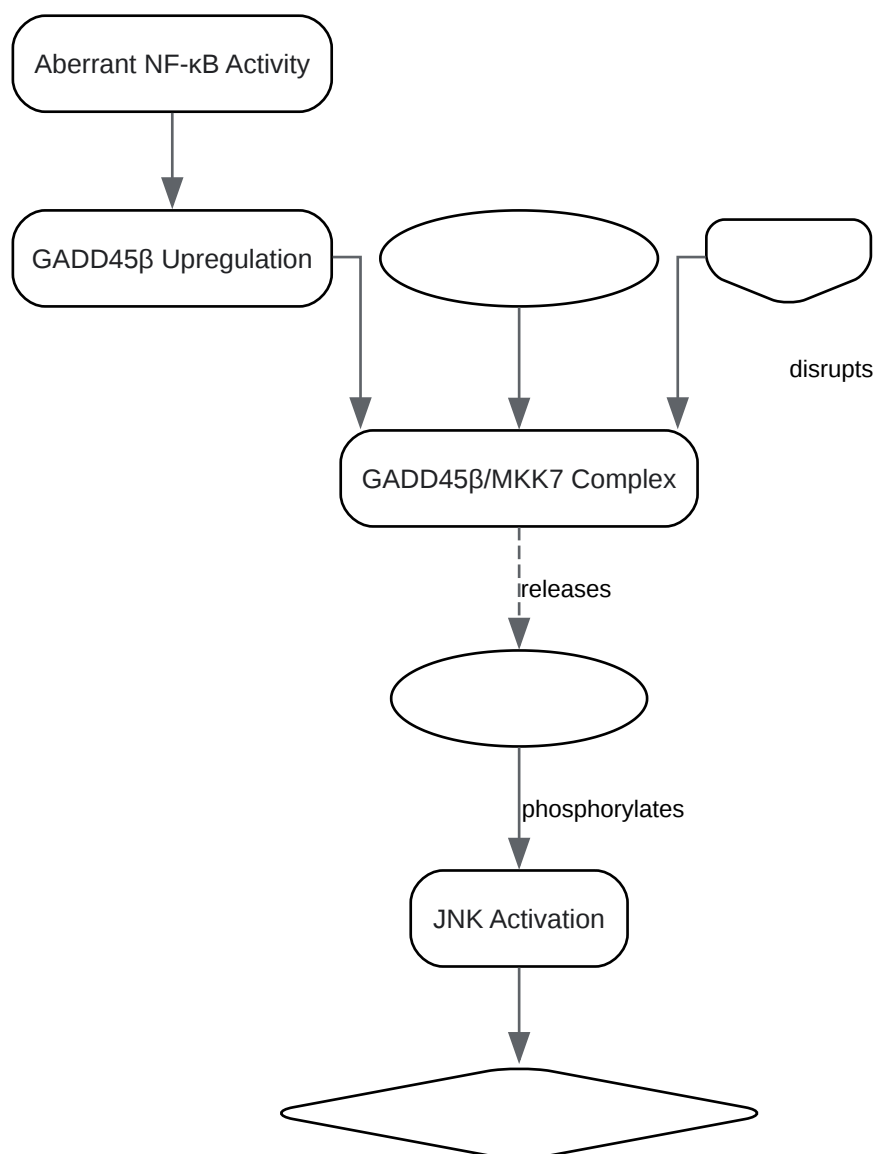 Aberrant NF-κB Activity
GADD45β Upregulation
disrupts
GADD45β/MKK7 Complex
releases
phosphorylates
JNK Activation